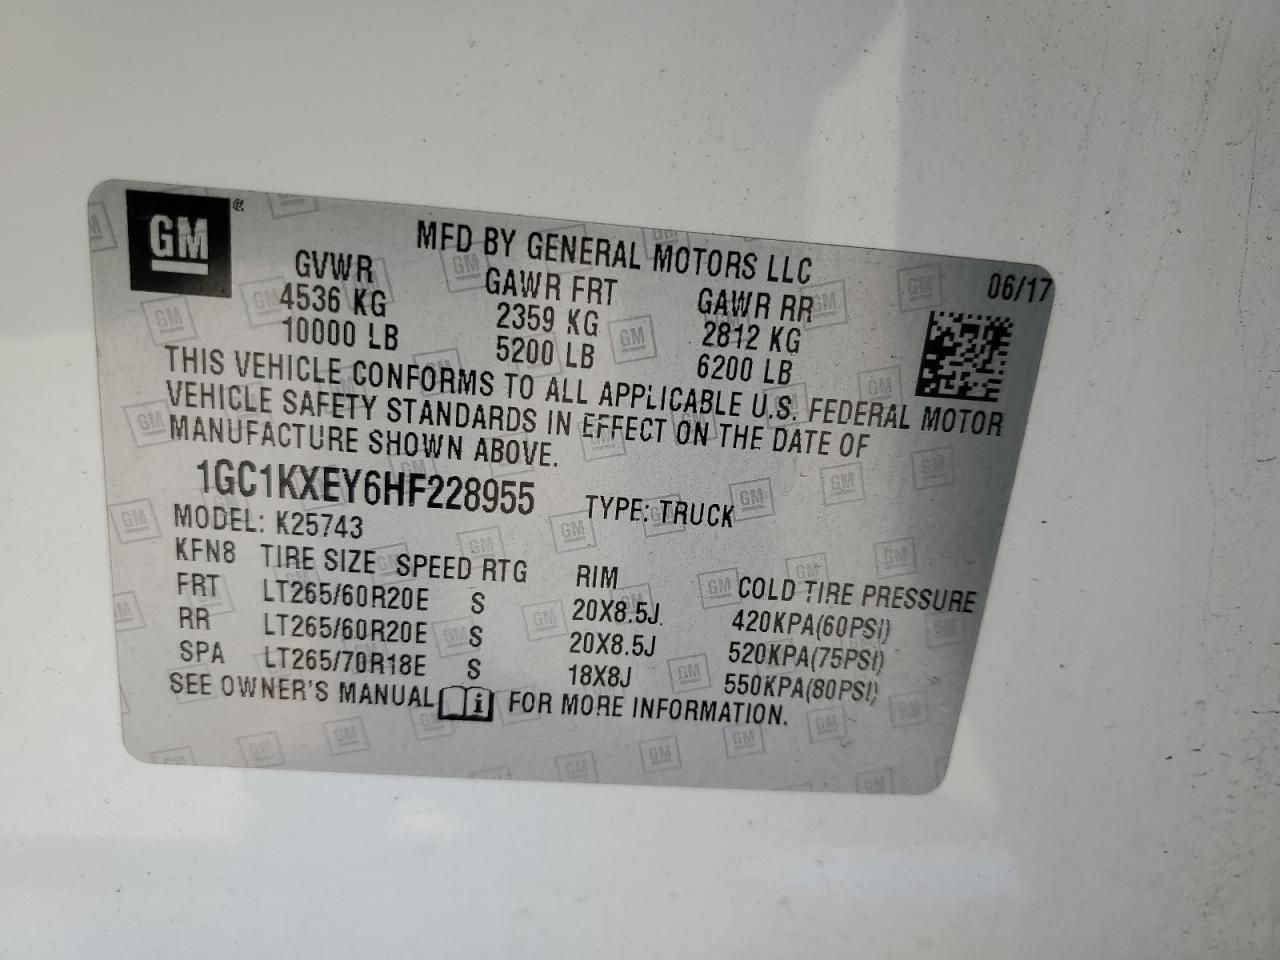 GM
MFD BY GENERAL MOTORS LLC
06/17
GVWR GAWR FRT GAWR RR
4536 KG 2359 KG 2812 KG
10000 LB 5200 LB 6200 LB
THIS VEHICLE CONFORMS TO ALL APPLICABLE U.S. FEDERAL MOTOR
VEHICLE SAFETY STANDARDS IN EFFECT ON THE DATE OF
MANUFACTURE SHOWN ABOVE.
1GC1KXEY6HF228955 TYPE: TRUCK
MODEL: K25743
KFN8 TIRE SIZE SPEED RTG RIM COLD TIRE PRESSURE
FRT LT265/60R20E S 20X8.5J 420KPA(60PSI)
RR LT265/60R20E S 20X8.5J 520KPA(75PSI)
SPA LT265/70R18E S 18X8J 550KPA(80PSI)
SEE OWNER'S MANUAL i FOR MORE INFORMATION.